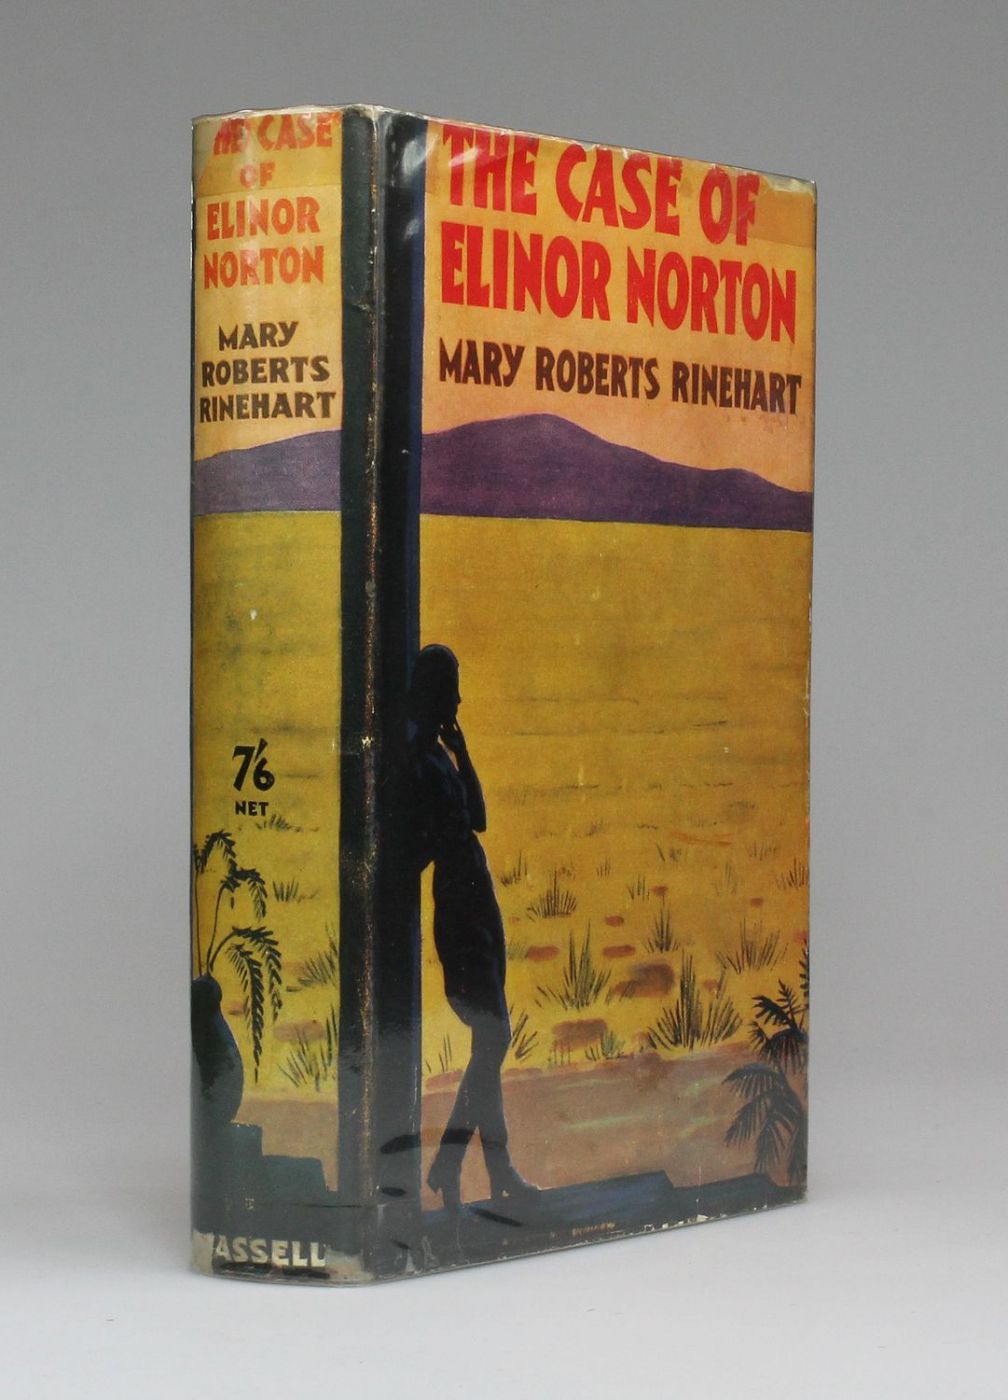 THE CASE
OF
ELINOR
NORTON
MARY
ROBERTS
RINEHART
7'6
NET
CASSELL
THE CASE OF
ELINOR NORTON
MARY ROBERTS RINEHART